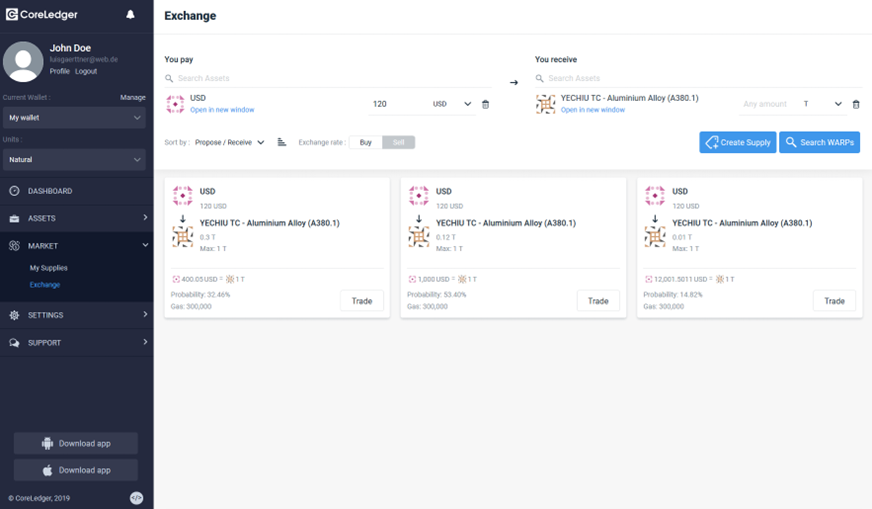 CoreLedger
John Doe
lulagaerttner@web.de
Profile Logout
Current Wallet : Manage
My wallet
Units :
Natural
DASHBOARD
ASSETS
MARKET
My Supplies
Exchange
SETTINGS
SUPPORT
Download app
Download app
© CoreLedger, 2019
</>
Exchange
You pay
Search Assets
USD
Open in new window
120 USD
You receive
Search Assets
YECHIU TC - Aluminium Alloy (A380.1)
Open in new window
Any amount T
Sort by : Propose / Receive Exchange rate : Buy Sell
Create Supply Search WARPs
USD
120 USD
YECHIU TC - Aluminium Alloy (A380.1)
0.3 T
Max: 1 T
400.05 USD = 1 T
Probability: 32.46%
Gas: 300,000
Trade
USD
120 USD
YECHIU TC - Aluminium Alloy (A380.1)
0.12 T
Max: 1 T
1,000 USD = 1 T
Probability: 53.40%
Gas: 300,000
Trade
USD
120 USD
YECHIU TC - Aluminium Alloy (A380.1)
0.01 T
Max: 1 T
12,001.5011 USD = 1 T
Probability: 14.82%
Gas: 300,000
Trade